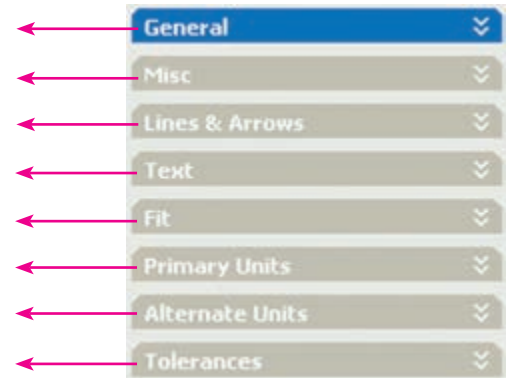 General
Misc
Lines & Arrows
Text
Fit
Primary Units
Alternate Units
Tolerances